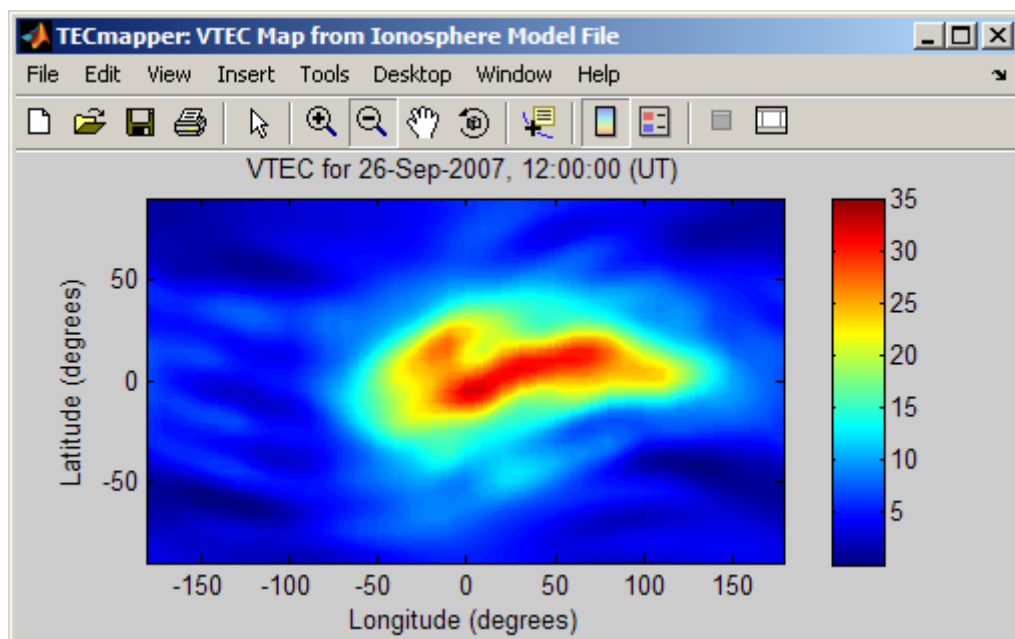 TECmapper: VTEC Map from Ionosphere Model File
File Edit View Insert Tools Desktop Window Help
VTEC for 26-Sep-2007, 12:00:00 (UT)
Latitude (degrees)
50
0
-50
-150 -100 -50 0 50 100 150
Longitude (degrees)
35
30
25
20
15
10
5